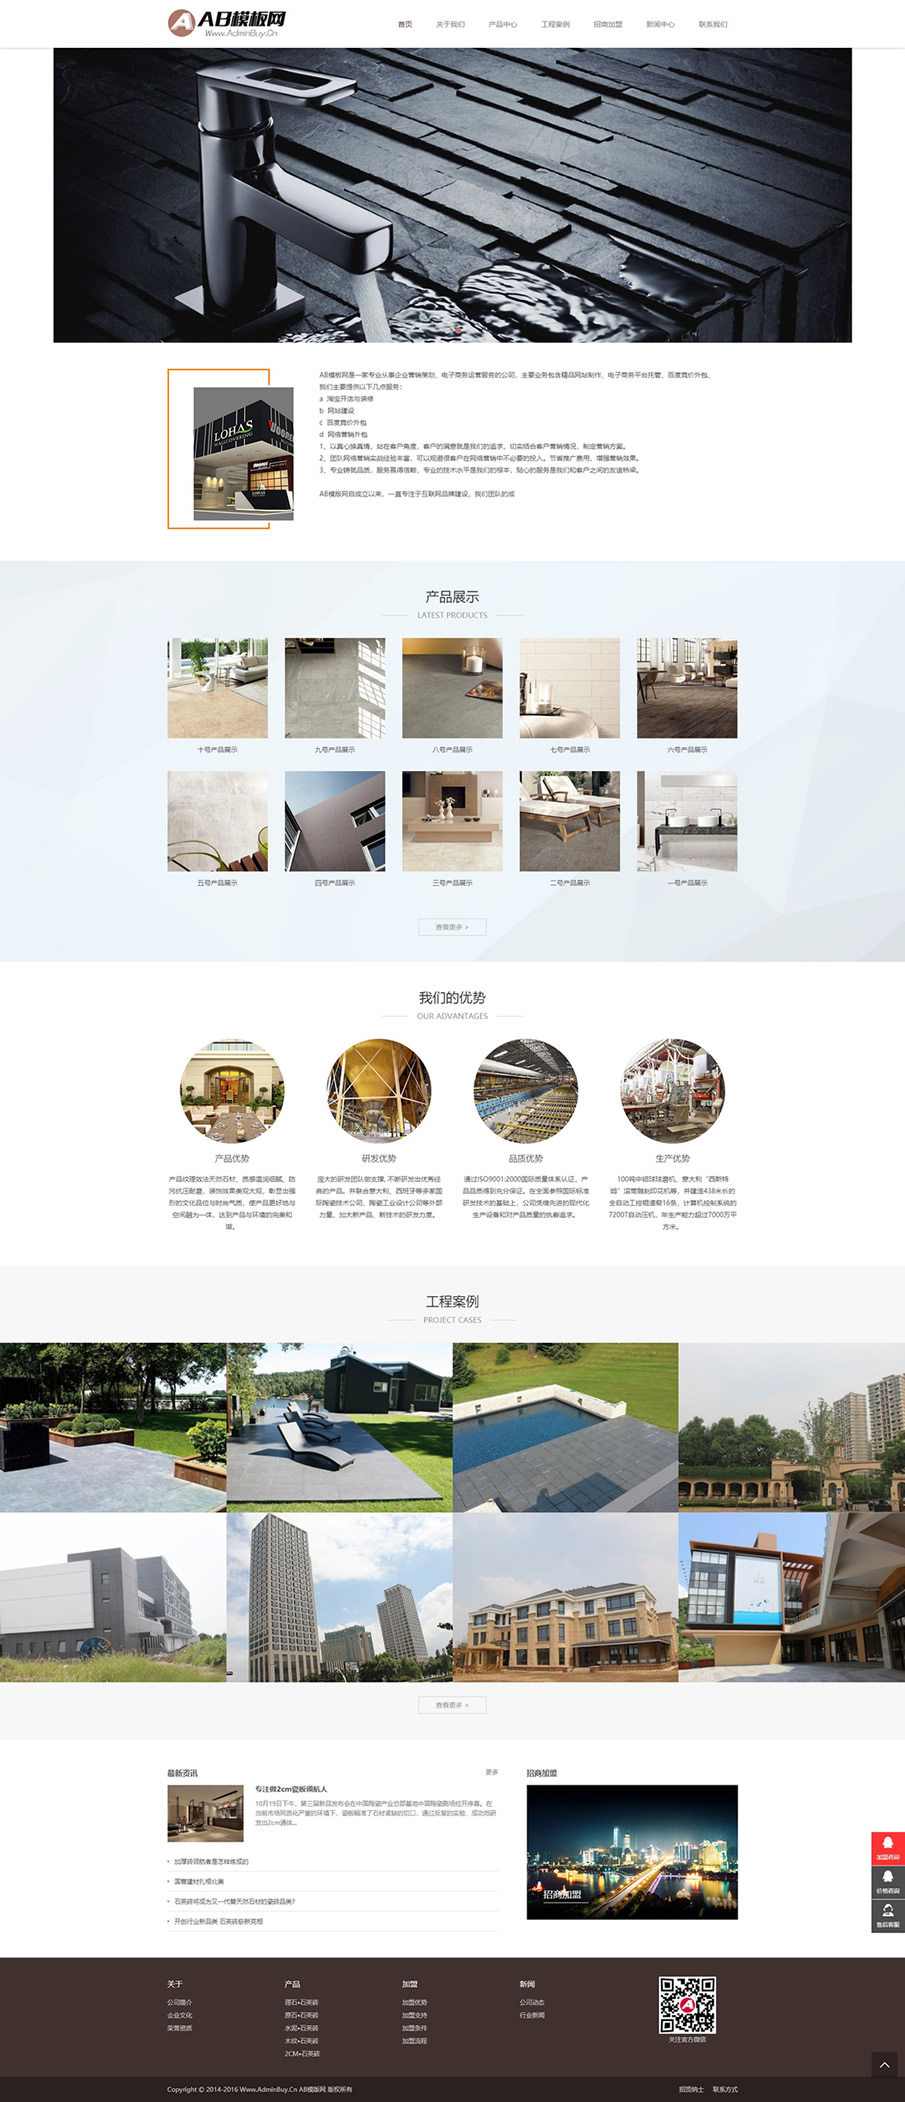 AB模板网
Www.AdminBuy.Cn
首页 关于我们 产品中心 工程案例 招商加盟 新闻中心 联系我们
AB模板网是一家专业从事企业营销策划、电子商务运营服务的公司，主要业务包含精品网站制作、电子商务平台托管、百度竞价外包。
我们主要提供以下几点服务：
a 淘宝开店与装修
b 网站建设
c 百度竞价外包
d 网络营销外包
1、以真心换真情，站在客户角度，客户的满意就是我们的追求，切实结合客户营销情况，制定营销方案。
2、团队网络营销实战经验丰富，可以规避很客户在网络营销中不必要的投入。节省推广费用，增强营销效果。
3、专业铸就品质，服务赢得信赖，专业的技术水平是我们的根本，贴心的服务是我们和客户之间的友谊桥梁。
AB模版网自成立以来，一直专注于互联网品牌建设，我们团队的成
LOHAS
WALLCOVERING
LOHAS
产品展示
LATEST PRODUCTS
十号产品展示 九号产品展示 八号产品展示 七号产品展示 六号产品展示
五号产品展示 四号产品展示 三号产品展示 二号产品展示 一号产品展示
查看更多 >
我们的优势
OUR ADVANTAGES
产品优势
产品纹理效法天然石材，质感温润细腻、防
污抗压耐磨，装饰效果美观大观，彰显出强
烈的文化品位与时尚气质，使产品更好地与
空间融为一体，达到产品与环境的完美和
谐。
研发优势
庞大的研发团队做支撑, 不断研发出优秀经
典的产品。并联合意大利、西班牙等多家国
际陶瓷技术公司、陶瓷工业设计公司等外部
力量，加大新产品、新技术的研发力度。
品质优势
通过ISO9001:2000国际质量体系认证，产
品品质得到充分保证。在全面参照国际标准
研发技术的基础上，公司凭借先进的现代化
生产设备和对产品质量的执着追求。
生产优势
100吨中铝球球磨机、意大利“西斯特
姆”滚筒雕刻印花机等，并建造438米长的
全自动工控辊道窑16条，计算机控制系统的
7200T自动压机，年生产能力超过7000万平
方米。
工程案例
PROJECT CASES
查看更多 >
最新资讯 更多
专注做2cm瓷板领航人
10月19日下午，第三届新品发布会在中国陶瓷产业总部基地中国陶瓷剧场拉开序幕。在
当前市场同质化严重的环境下，瓷板瞄准了石材紧缺的切口，通过反复的实验，成功地研
发出2cm通体...
• 加厚砖领航者是怎样炼成的
• 国誉建材扎根北美
• 石英砖将成为又一代替天然石材的瓷砖品类?
• 开创行业新品类 石英砖崭新亮相
招商加盟
招商加盟
加盟咨询
价格咨询
售后客服
关于
公司简介
企业文化
荣誉资质
产品
理石•石英砖
原石•石英砖
水泥•石英砖
木纹•石英砖
2CM•石英砖
加盟
加盟优势
加盟支持
加盟条件
加盟流程
新闻
公司动态
行业新闻
关注官方微信
Copyright © 2014-2016 Www.AdminBuy.Cn AB模版网 版权所有
招贤纳士 联系方式